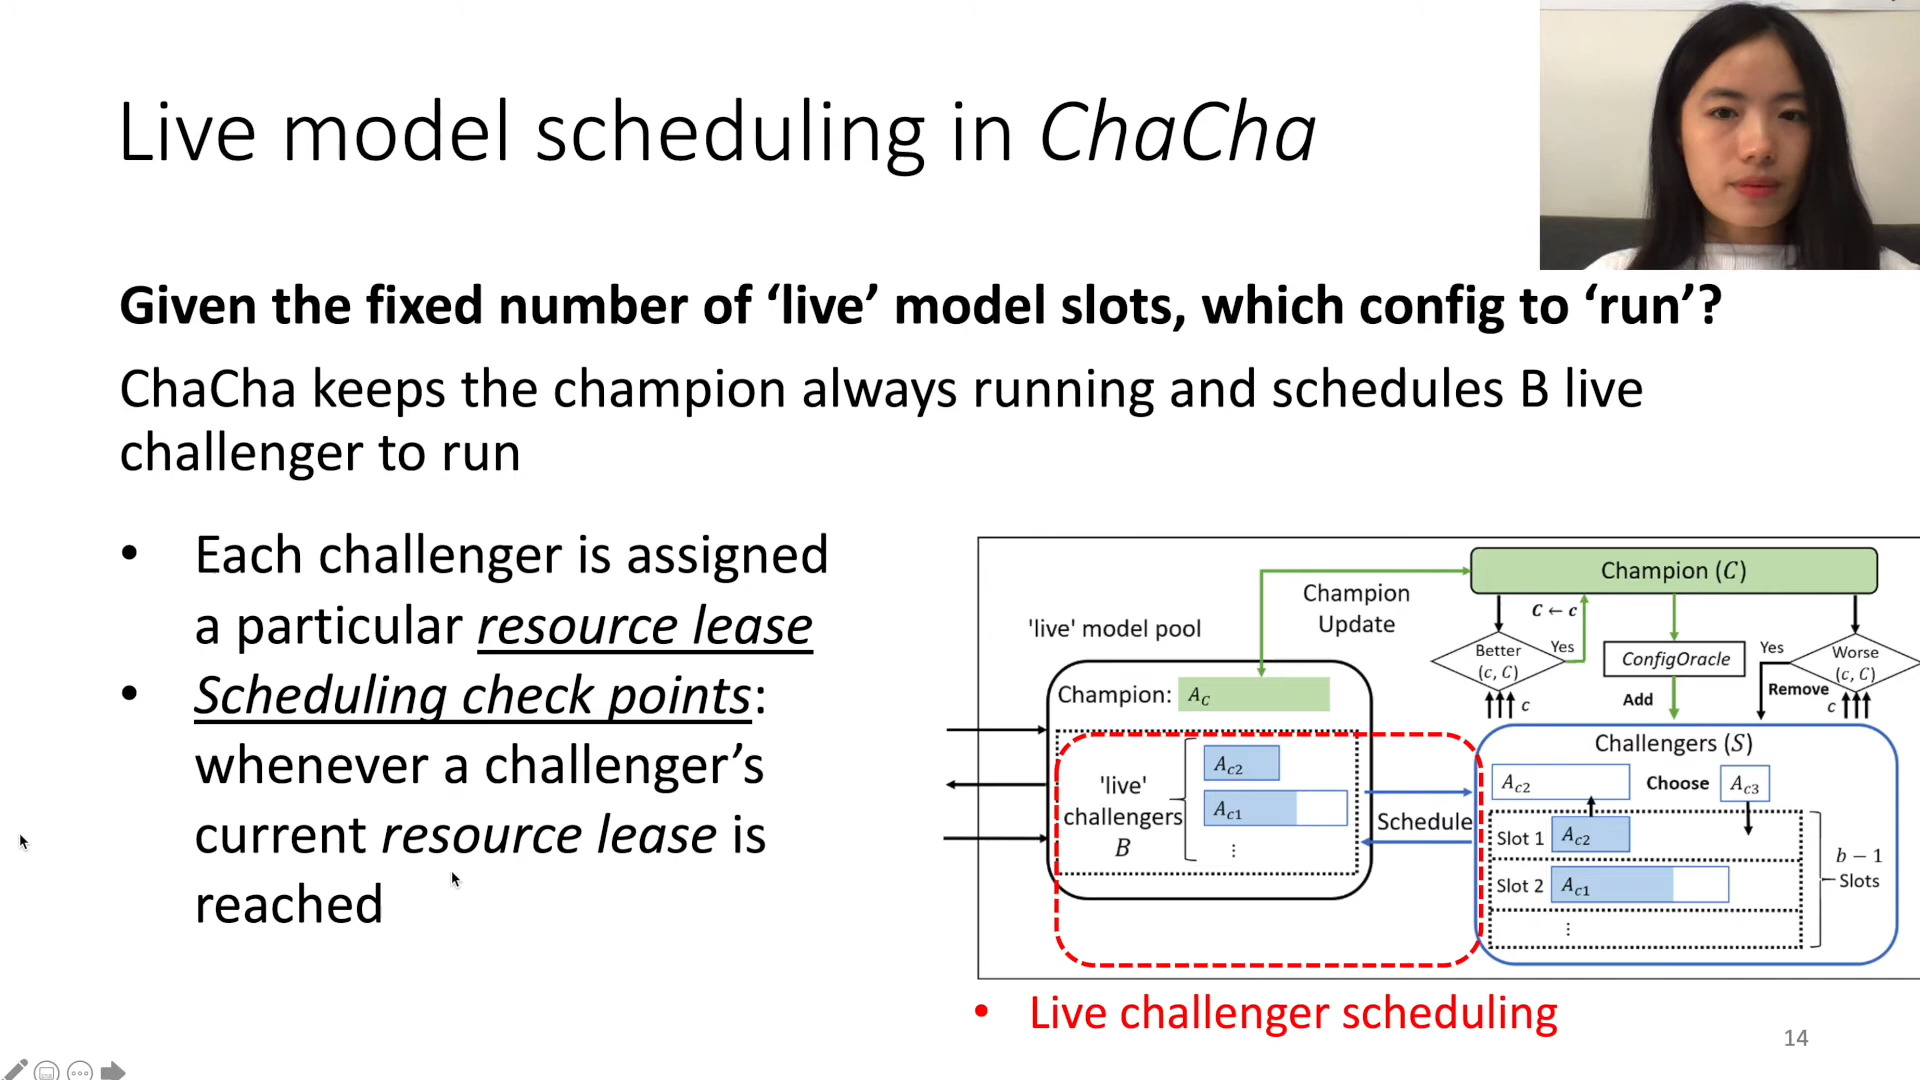 Live model scheduling in ChaCha
Given the fixed number of ‘live’ model slots, which config to ‘run’?
ChaCha keeps the champion always running and schedules B live
challenger to run
• Each challenger is assigned
a particular resource lease
• Scheduling check points:
whenever a challenger’s
current resource lease is
reached
Champion (C)
Champion
Update
C ← c
'live' model pool
Better
(c, C)
Yes
ConfigOracle
Yes
Worse
(c, C)
Champion: A_C
Add
Remove
c
c
Challengers (S)
'live'
challengers
B
A_c2
A_c1
⋮
Schedule
A_c2
Choose
A_c3
Slot 1 A_c2
Slot 2 A_c1
⋮
b − 1
Slots
• Live challenger scheduling
14